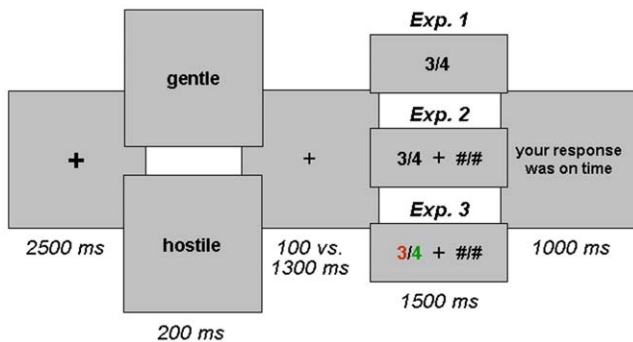 +
2500 ms
gentle
hostile
200 ms
+
100 vs.
1300 ms
Exp. 1
3/4
Exp. 2
3/4 + #/#
Exp. 3
3/4 + #/#
1500 ms
your response
was on time
1000 ms